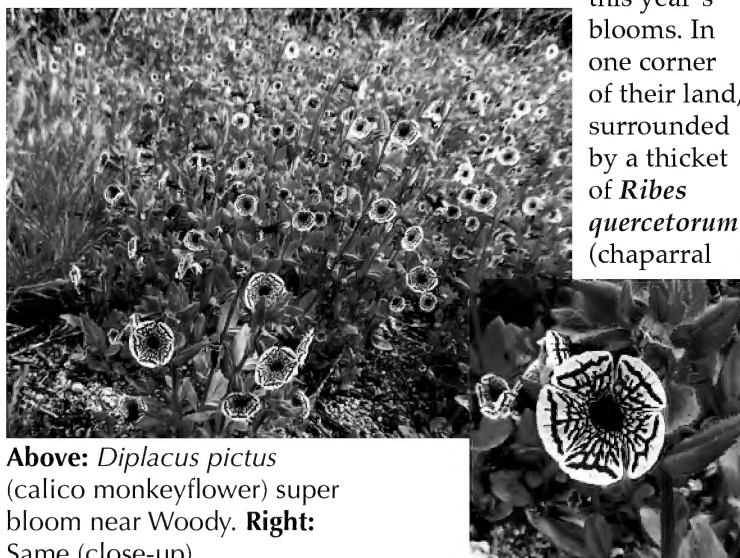 this year's
blooms. In
one corner
of their land,
surrounded
by a thicket
of Ribes
quercetorum
(chaparral
Above: Diplacus pictus
(calico monkeyflower) super
bloom near Woody. Right:
Same (close-up)